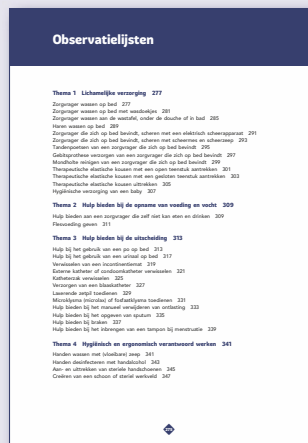 Observatielijsten
Thema 1 Lichamelijke verzorging 277
Zorgvrager wassen op bed 277
Zorgvrager wassen op bed met wasdoekjes 281
Zorgvrager wassen aan de wastafel, onder de douche of in bad 285
Haren wassen op bed 289
Zorgvrager die zich op bed bevindt, scheren met een elektrisch scheerapparaat 291
Zorgvrager die zich op bed bevindt, scheren met scheermes en scheerzeep 293
Tandenpoetsen van een zorgvrager die zich op bed bevindt 295
Gebitsprothese verzorgen van een zorgvrager die zich op bed bevindt 297
Mondholte reinigen van een zorgvrager die zich op bed bevindt 299
Therapeutische elastische kousen met een open teenstuk aantrekken 301
Therapeutische elastische kousen met een gesloten teenstuk aantrekken 303
Therapeutische elastische kousen uittrekken 305
Hygiënische verzorging van een baby 307
Thema 2 Hulp bieden bij de opname van voeding en vocht 309
Hulp bieden aan een zorgvrager die zelf niet kan eten en drinken 309
Flesvoeding geven 311
Thema 3 Hulp bieden bij de uitscheiding 313
Hulp bij het gebruik van een po op bed 313
Hulp bij het gebruik van een urinaal op bed 317
Verwisselen van een incontinentiemat 319
Externe katheter of condoomkatheter verwisselen 321
Katheterzak verwisselen 325
Verzorgen van een blaaskatheter 327
Laxerende zetpil toedienen 329
Microklysma (microlax) of fosfaatklysma toedienen 331
Hulp bieden bij het manueel verwijderen van ontlasting 333
Hulp bieden bij het opgeven van sputum 335
Hulp bieden bij braken 337
Hulp bieden bij het inbrengen van een tampon bij menstruatie 339
Thema 4 Hygiënisch en ergonomisch verantwoord werken 341
Handen wassen met (vloeibare) zeep 341
Handen desinfecteren met handalcohol 343
Aan- en uittrekken van steriele handschoenen 345
Creëren van een schoon of steriel werkveld 347